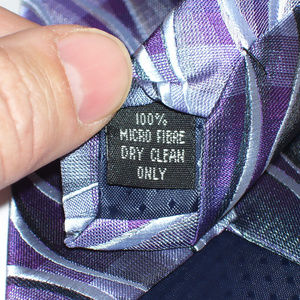 100%
MICRO FIBRE
DRY CLEAN
ONLY